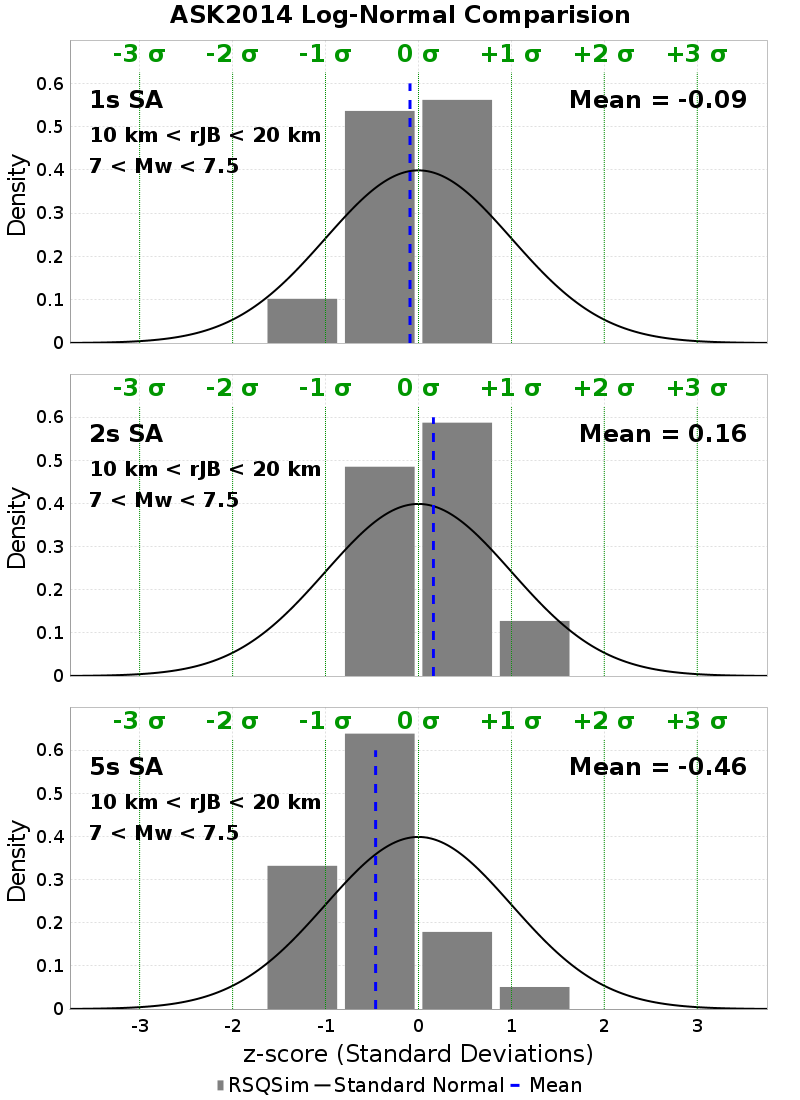 ASK2014 Log-Normal Comparision
-3 σ -2 σ -1 σ 0 σ +1 σ +2 σ +3 σ
1s SA
Mean = -0.09
10 km < rJB < 20 km
7 < Mw < 7.5
Density
0.6
0.5
0.4
0.3
0.2
0.1
0
-3 σ -2 σ -1 σ 0 σ +1 σ +2 σ +3 σ
2s SA
Mean = 0.16
10 km < rJB < 20 km
7 < Mw < 7.5
Density
0.6
0.5
0.4
0.3
0.2
0.1
0
-3 σ -2 σ -1 σ 0 σ +1 σ +2 σ +3 σ
5s SA
Mean = -0.46
10 km < rJB < 20 km
7 < Mw < 7.5
Density
0.6
0.5
0.4
0.3
0.2
0.1
0
-3 -2 -1 0 1 2 3
z-score (Standard Deviations)
RSQSim Standard Normal Mean